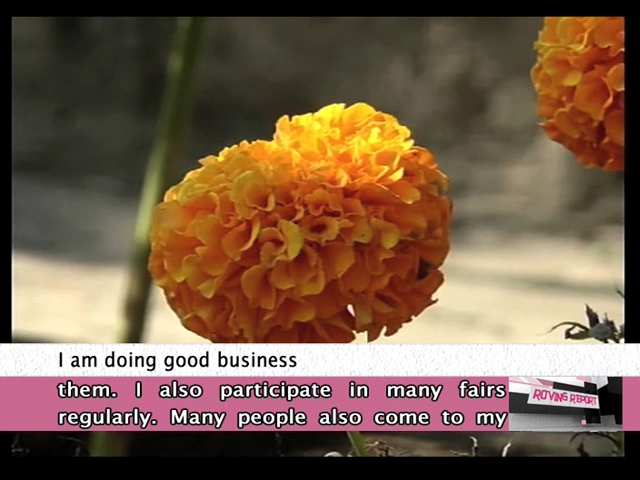 I am doing good business
them. I also participate in many fairs
regularly. Many people also come to my
ROVING REPORT